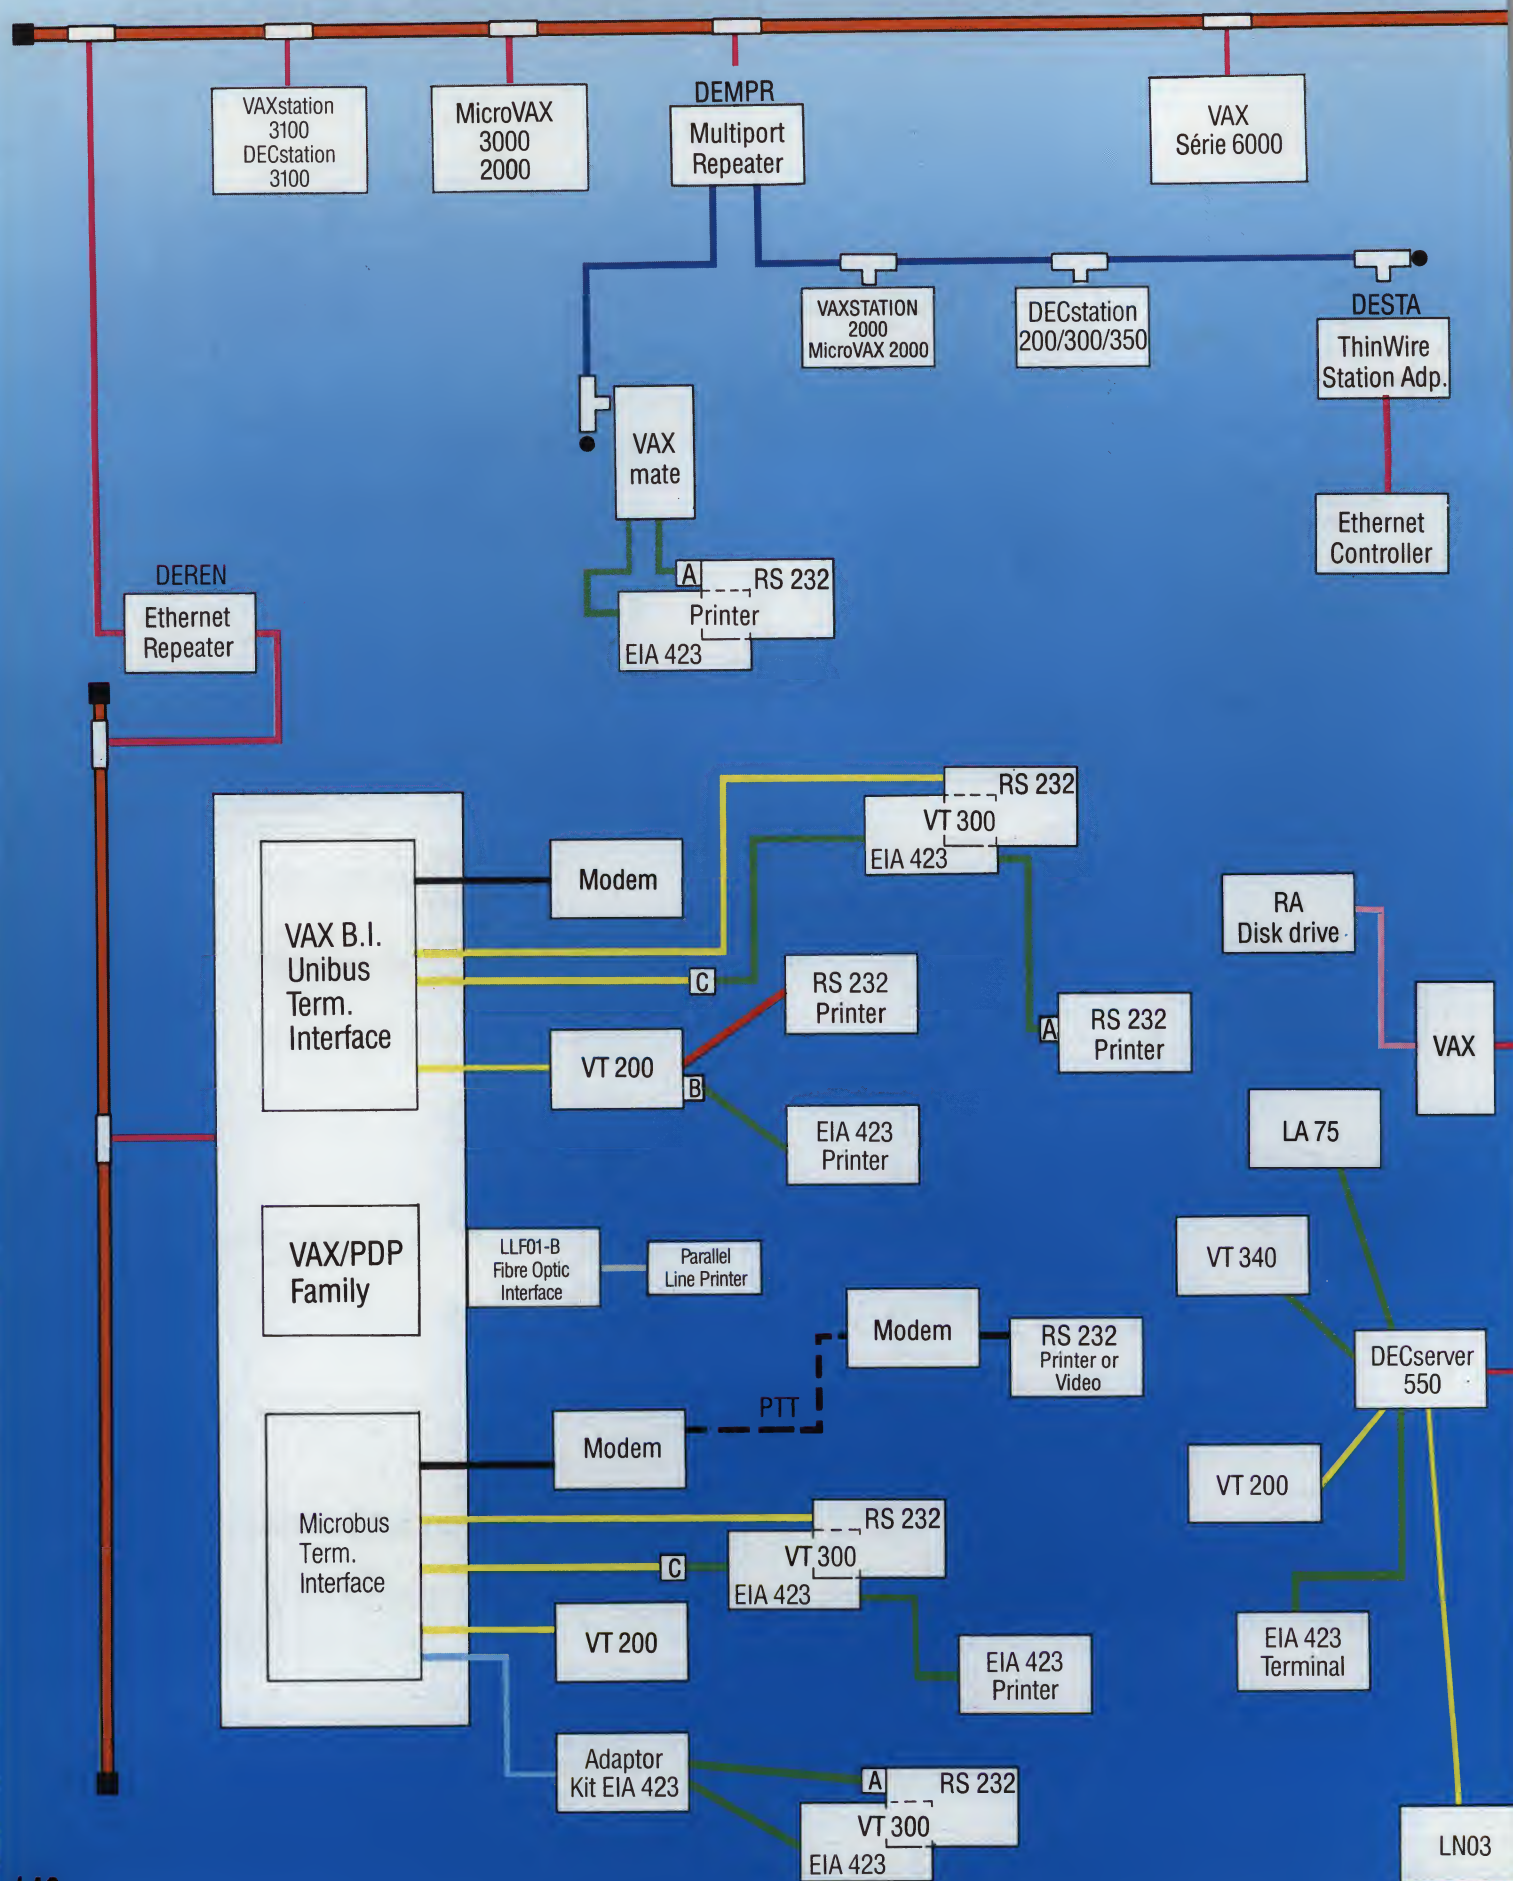 VAXstation
3100
DECstation
3100
MicroVAX
3000
2000
DEMPR
Multiport
Repeater
VAX
Série 6000
VAXSTATION
2000
MicroVAX 2000
DECstation
200/300/350
DESTA
ThinWire
Station Adp.
Ethernet
Controller
VAX
mate
A
RS 232
Printer
EIA 423
DEREN
Ethernet
Repeater
VAX B.I.
Unibus
Term.
Interface
Modem
RS 232
VT 300
EIA 423
C
RS 232
Printer
A
RS 232
Printer
VT 200
B
EIA 423
Printer
RA
Disk drive
VAX
LA 75
VT 340
DECserver
550
VT 200
EIA 423
Terminal
LN03
VAX/PDP
Family
LLF01-B
Fibre Optic
Interface
Parallel
Line Printer
Modem
RS 232
Printer or
Video
PTT
Modem
Microbus
Term.
Interface
RS 232
VT 300
EIA 423
C
VT 200
EIA 423
Printer
Adaptor
Kit EIA 423
A
RS 232
VT 300
EIA 423